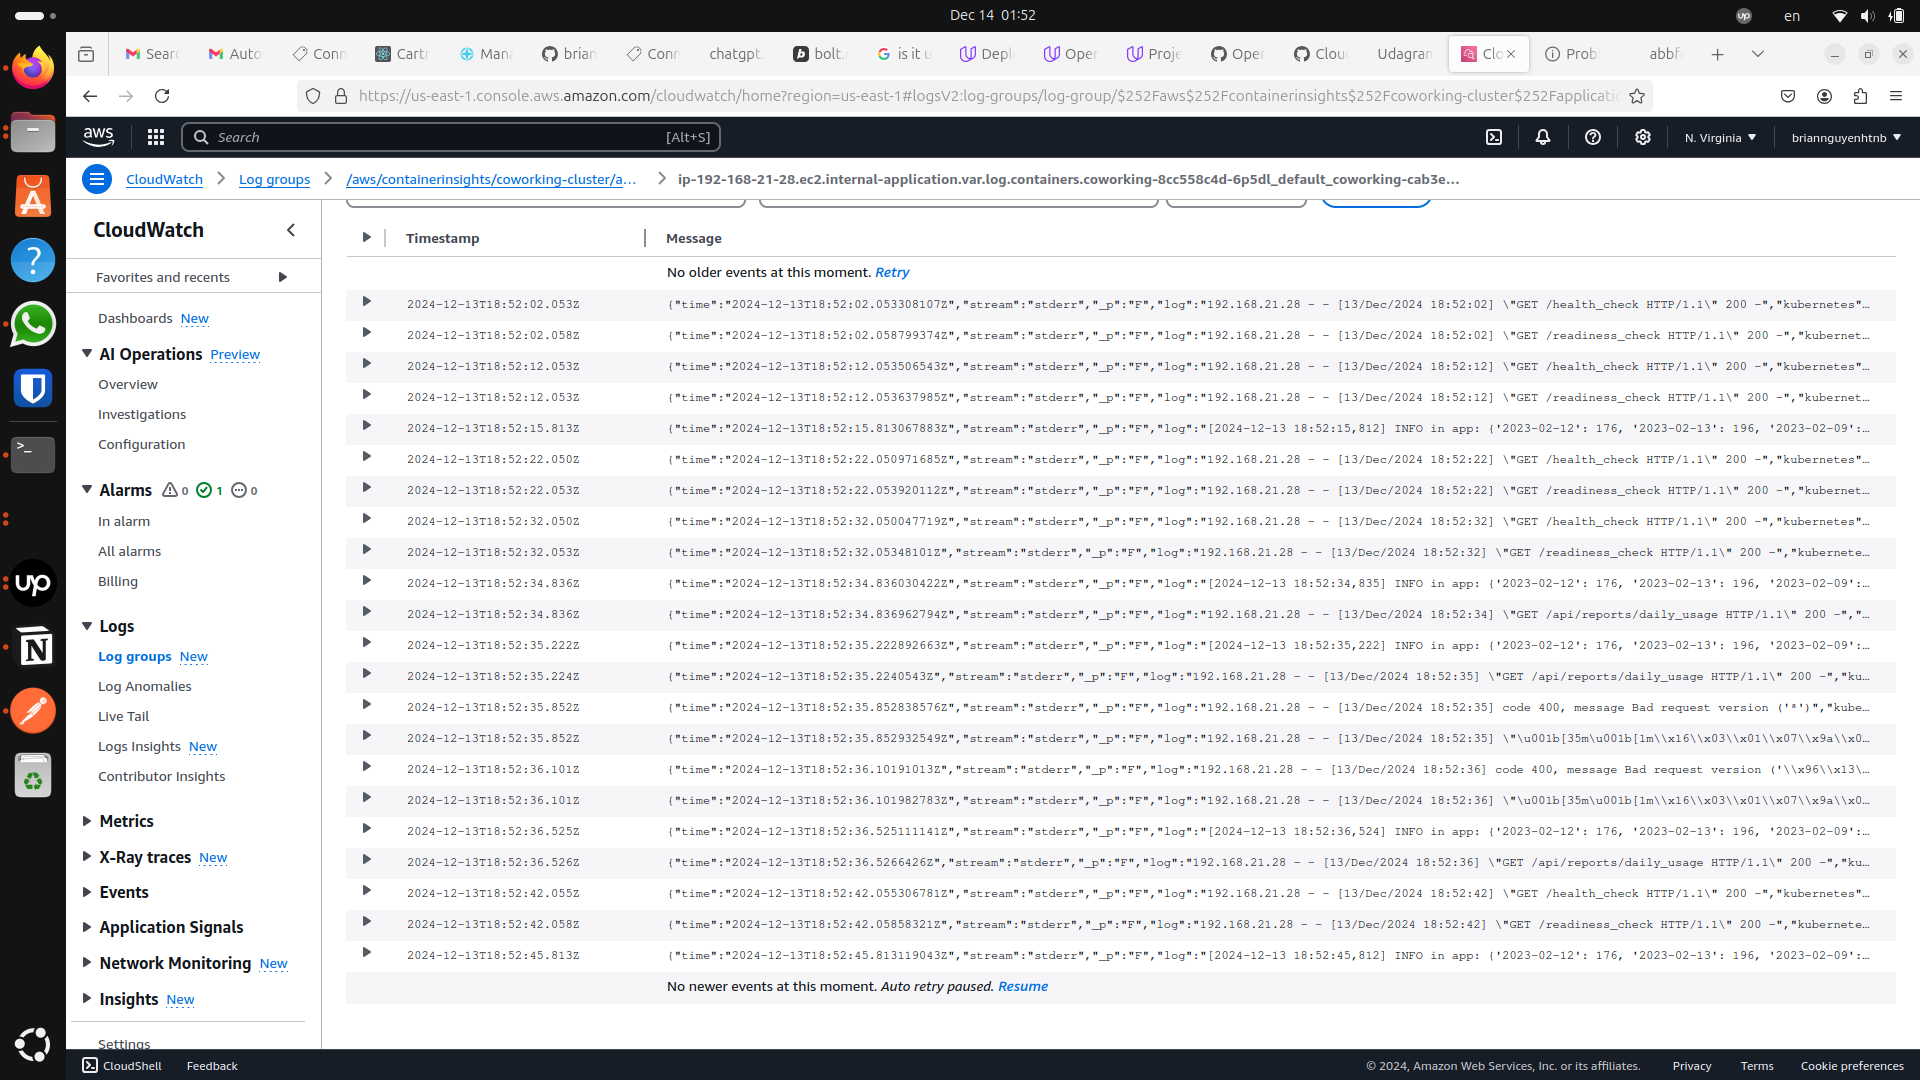 Dec 14 01:52
up
en
Searc
Auto
Conn
Cartr
Mana
brian
Conn
chatgpt.
bolt.
is it u
Depl
Oper
Proje
Oper
Clou
Udagram
Clo
Prob
abbf
https://us-east-1.console.aws.amazon.com/cloudwatch/home?region=us-east-1#logsV2:log-groups/log-group/$252Faws$252Fcontainerinsights$252Fcoworking-cluster$252Fapplicatio
aws
Search
[Alt+S]
N. Virginia
briannguyenhtnb
CloudWatch
Log groups
/aws/containerinsights/coworking-cluster/a...
ip-192-168-21-28.ec2.internal-application.var.log.containers.coworking-8cc558c4d-6p5dl_default_coworking-cab3e...
CloudWatch
Favorites and recents
Dashboards New
AI Operations Preview
Overview
Investigations
Configuration
Alarms 0 1 0
In alarm
All alarms
Billing
Logs
Log groups New
Log Anomalies
Live Tail
Logs Insights New
Contributor Insights
Metrics
X-Ray traces New
Events
Application Signals
Network Monitoring New
Insights New
Settings
Timestamp Message
No older events at this moment. Retry
2024-12-13T18:52:02.053Z {"time":"2024-12-13T18:52:02.053308107Z","stream":"stderr","_p":"F","log":"192.168.21.28 - - [13/Dec/2024 18:52:02] \"GET /health_check HTTP/1.1\" 200 -","kubernetes"…
2024-12-13T18:52:02.058Z {"time":"2024-12-13T18:52:02.058799374Z","stream":"stderr","_p":"F","log":"192.168.21.28 - - [13/Dec/2024 18:52:02] \"GET /readiness_check HTTP/1.1\" 200 -","kubernet…
2024-12-13T18:52:12.053Z {"time":"2024-12-13T18:52:12.053506543Z","stream":"stderr","_p":"F","log":"192.168.21.28 - - [13/Dec/2024 18:52:12] \"GET /health_check HTTP/1.1\" 200 -","kubernetes"…
2024-12-13T18:52:12.053Z {"time":"2024-12-13T18:52:12.053637985Z","stream":"stderr","_p":"F","log":"192.168.21.28 - - [13/Dec/2024 18:52:12] \"GET /readiness_check HTTP/1.1\" 200 -","kubernet…
2024-12-13T18:52:15.813Z {"time":"2024-12-13T18:52:15.813067883Z","stream":"stderr","_p":"F","log":"[2024-12-13 18:52:15,812] INFO in app: {'2023-02-12': 176, '2023-02-13': 196, '2023-02-09':…
2024-12-13T18:52:22.050Z {"time":"2024-12-13T18:52:22.050971685Z","stream":"stderr","_p":"F","log":"192.168.21.28 - - [13/Dec/2024 18:52:22] \"GET /health_check HTTP/1.1\" 200 -","kubernetes"…
2024-12-13T18:52:22.053Z {"time":"2024-12-13T18:52:22.053920112Z","stream":"stderr","_p":"F","log":"192.168.21.28 - - [13/Dec/2024 18:52:22] \"GET /readiness_check HTTP/1.1\" 200 -","kubernet…
2024-12-13T18:52:32.050Z {"time":"2024-12-13T18:52:32.050047719Z","stream":"stderr","_p":"F","log":"192.168.21.28 - - [13/Dec/2024 18:52:32] \"GET /health_check HTTP/1.1\" 200 -","kubernetes"…
2024-12-13T18:52:32.053Z {"time":"2024-12-13T18:52:32.05348101Z","stream":"stderr","_p":"F","log":"192.168.21.28 - - [13/Dec/2024 18:52:32] \"GET /readiness_check HTTP/1.1\" 200 -","kubernete…
2024-12-13T18:52:34.836Z {"time":"2024-12-13T18:52:34.836030422Z","stream":"stderr","_p":"F","log":"[2024-12-13 18:52:34,835] INFO in app: {'2023-02-12': 176, '2023-02-13': 196, '2023-02-09':…
2024-12-13T18:52:34.836Z {"time":"2024-12-13T18:52:34.836962794Z","stream":"stderr","_p":"F","log":"192.168.21.28 - - [13/Dec/2024 18:52:34] \"GET /api/reports/daily_usage HTTP/1.1\" 200 -","…
2024-12-13T18:52:35.222Z {"time":"2024-12-13T18:52:35.222892663Z","stream":"stderr","_p":"F","log":"[2024-12-13 18:52:35,222] INFO in app: {'2023-02-12': 176, '2023-02-13': 196, '2023-02-09':…
2024-12-13T18:52:35.224Z {"time":"2024-12-13T18:52:35.2240543Z","stream":"stderr","_p":"F","log":"192.168.21.28 - - [13/Dec/2024 18:52:35] \"GET /api/reports/daily_usage HTTP/1.1\" 200 -","ku…
2024-12-13T18:52:35.852Z {"time":"2024-12-13T18:52:35.852838576Z","stream":"stderr","_p":"F","log":"192.168.21.28 - - [13/Dec/2024 18:52:35] code 400, message Bad request version ('ª')","kube…
2024-12-13T18:52:35.852Z {"time":"2024-12-13T18:52:35.852932549Z","stream":"stderr","_p":"F","log":"192.168.21.28 - - [13/Dec/2024 18:52:35] \"\u001b[35m\u001b[1m\\x16\\x03\\x01\\x07\\x9a\\x0…
2024-12-13T18:52:36.101Z {"time":"2024-12-13T18:52:36.10191013Z","stream":"stderr","_p":"F","log":"192.168.21.28 - - [13/Dec/2024 18:52:36] code 400, message Bad request version ('\\x96\\x13\…
2024-12-13T18:52:36.101Z {"time":"2024-12-13T18:52:36.101982783Z","stream":"stderr","_p":"F","log":"192.168.21.28 - - [13/Dec/2024 18:52:36] \"\u001b[35m\u001b[1m\\x16\\x03\\x01\\x07\\x9a\\x0…
2024-12-13T18:52:36.525Z {"time":"2024-12-13T18:52:36.525111141Z","stream":"stderr","_p":"F","log":"[2024-12-13 18:52:36,524] INFO in app: {'2023-02-12': 176, '2023-02-13': 196, '2023-02-09':…
2024-12-13T18:52:36.526Z {"time":"2024-12-13T18:52:36.5266426Z","stream":"stderr","_p":"F","log":"192.168.21.28 - - [13/Dec/2024 18:52:36] \"GET /api/reports/daily_usage HTTP/1.1\" 200 -","ku…
2024-12-13T18:52:42.055Z {"time":"2024-12-13T18:52:42.055306781Z","stream":"stderr","_p":"F","log":"192.168.21.28 - - [13/Dec/2024 18:52:42] \"GET /health_check HTTP/1.1\" 200 -","kubernetes"…
2024-12-13T18:52:42.058Z {"time":"2024-12-13T18:52:42.05858321Z","stream":"stderr","_p":"F","log":"192.168.21.28 - - [13/Dec/2024 18:52:42] \"GET /readiness_check HTTP/1.1\" 200 -","kubernete…
2024-12-13T18:52:45.813Z {"time":"2024-12-13T18:52:45.813119043Z","stream":"stderr","_p":"F","log":"[2024-12-13 18:52:45,812] INFO in app: {'2023-02-12': 176, '2023-02-13': 196, '2023-02-09':…
No newer events at this moment. Auto retry paused. Resume
CloudShell
Feedback
© 2024, Amazon Web Services, Inc. or its affiliates.
Privacy
Terms
Cookie preferences